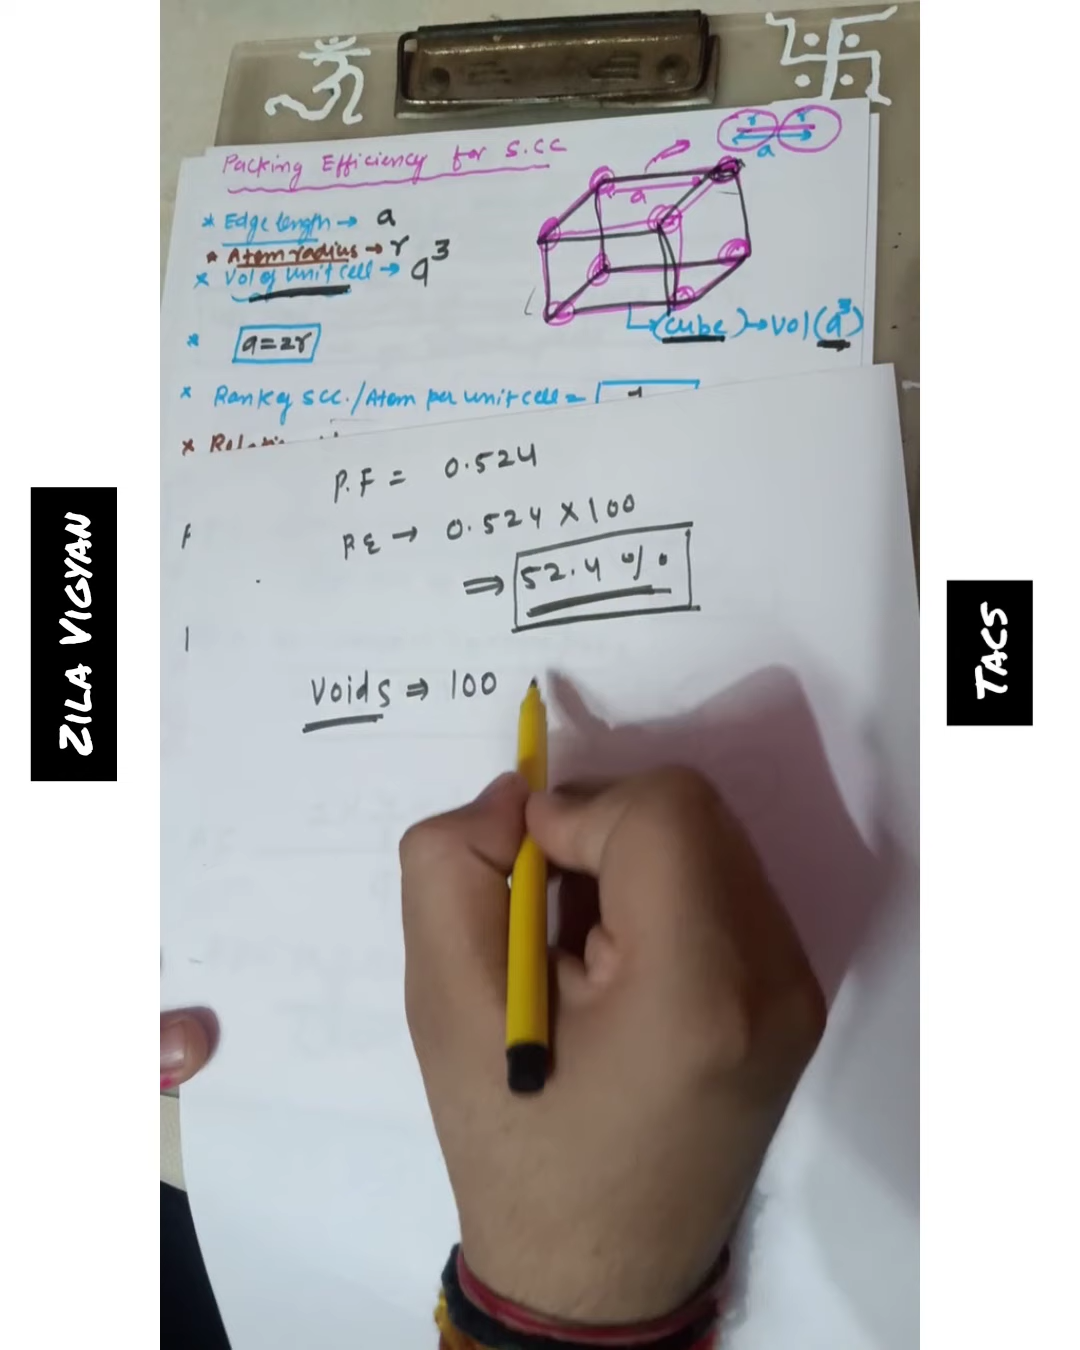 ॐ
Packing Efficiency for S.CC
r r
a
a
* Edge length → a
* Atom radius → r
* Vol of unit cell → a³
(cube) → Vol (a³)
* a=2r
* Rank of SCC./Atom per unit cell =
*
P.F = 0.524
P.E → 0.524 X 100
⇒ 52.4 %
Voids ⇒ 100
ZILA VIGYAN
TACS